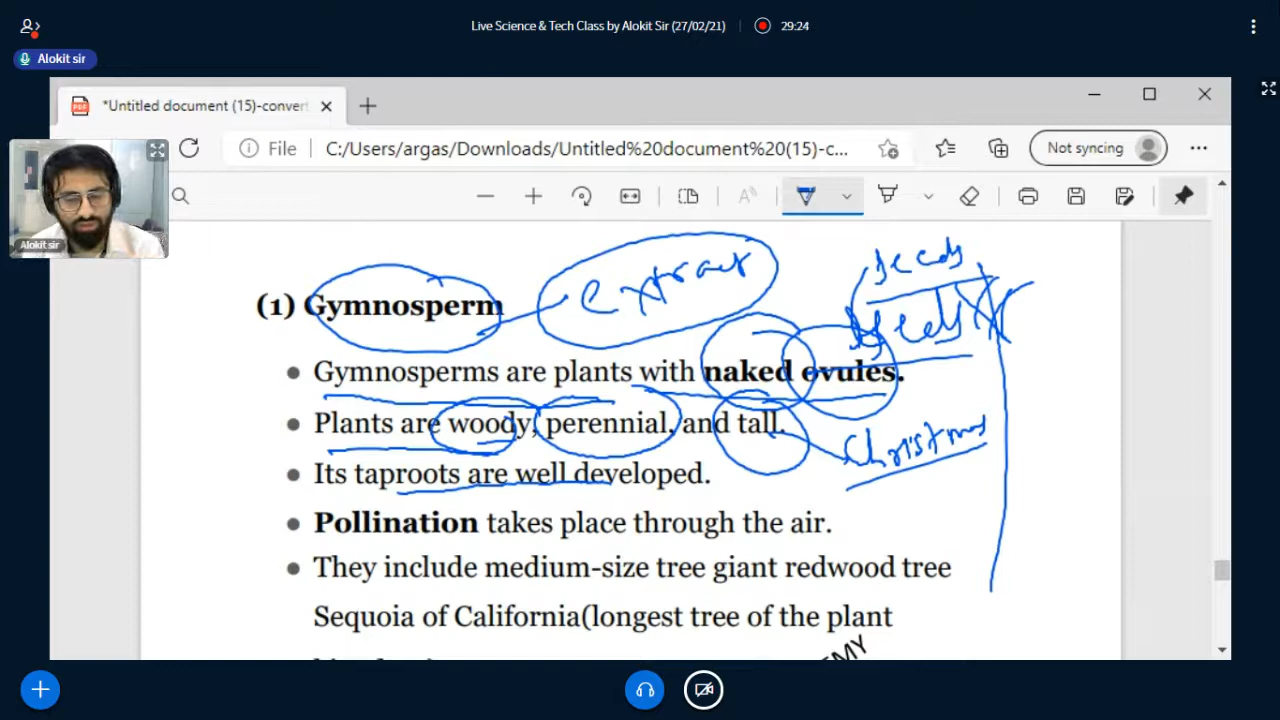 Live Science & Tech Class by Alokit Sir (27/02/21) 29:24
Alokit sir
*Untitled document (15)-convert
File C:/Users/argas/Downloads/Untitled%20document%20(15)-c... Not syncing
Alokit sir
extract
seeds
(1) Gymnosperm
Gymnosperms are plants with naked ovules.
Plants are woody, perennial, and tall.
Christmas
Its taproots are well developed.
Pollination takes place through the air.
They include medium-size tree giant redwood tree
Sequoia of California(longest tree of the plant